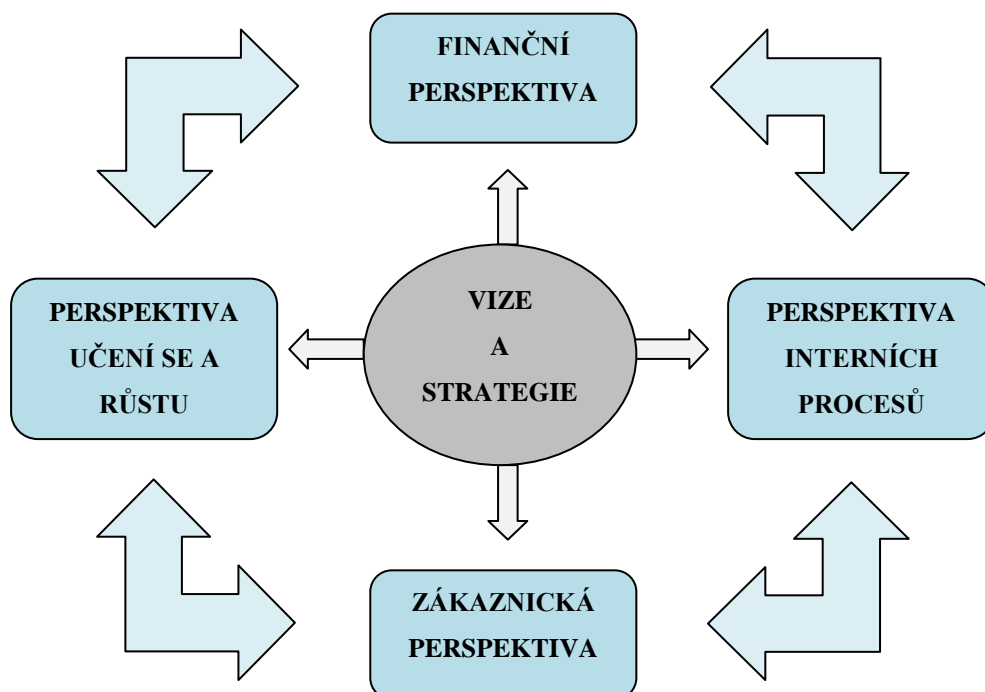 FINANČNÍ
PERSPEKTIVA
PERSPEKTIVA
UČENÍ SE A
RŮSTU
VIZE
A
STRATEGIE
PERSPEKTIVA
INTERNÍCH
PROCESŮ
ZÁKAZNICKÁ
PERSPEKTIVA